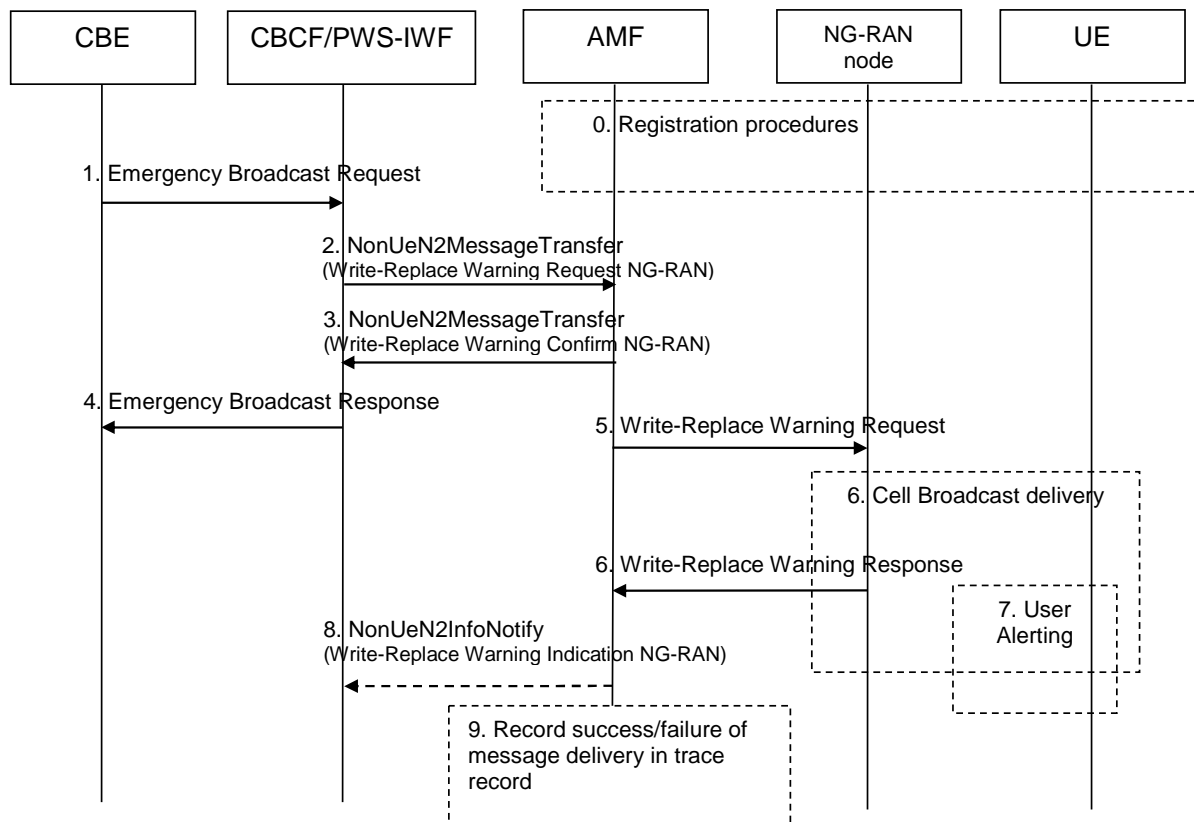 CBE
CBCF/PWS-IWF
AMF
NG-RAN
node
UE
0. Registration procedures
1. Emergency Broadcast Request
2. NonUeN2MessageTransfer
(Write-Replace Warning Request NG-RAN)
3. NonUeN2MessageTransfer
(Write-Replace Warning Confirm NG-RAN)
4. Emergency Broadcast Response
5. Write-Replace Warning Request
6. Cell Broadcast delivery
6. Write-Replace Warning Response
7. User
Alerting
8. NonUeN2InfoNotify
(Write-Replace Warning Indication NG-RAN)
9. Record success/failure of
message delivery in trace
record